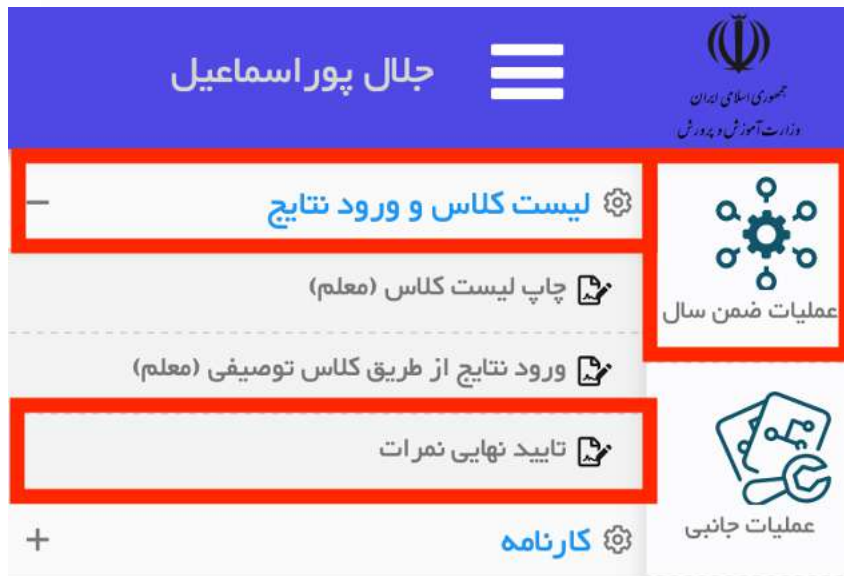 جمهوری اسلامی ایران
وزارت آموزش و پرورش
جلال پور اسماعیل
عملیات ضمن سال
عملیات جانبی
لیست کلاس و ورود نتایج
چاپ لیست کلاس (معلم)
ورود نتایج از طریق کلاس توصیفی (معلم)
تایید نهایی نمرات
کارنامه